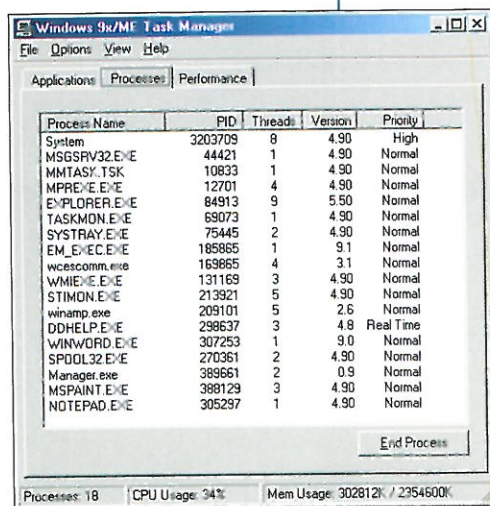 Windows 9x/ME Task Manager
File Options View Help
Applications Processes Performance
Process Name PID Threads Version Priority
System 3203709 8 4.90 High
MSGSRV32.EXE 44421 1 4.90 Normal
MMTASK.TSK 10833 1 4.90 Normal
MPREXE.EXE 12701 4 4.90 Normal
EXPLORER.EXE 84913 9 5.50 Normal
TASKMON.EXE 69073 1 4.90 Normal
SYSTRAY.EXE 75445 2 4.90 Normal
EM_EXEC.EXE 185865 1 9.1 Normal
wcescomm.exe 169865 4 3.1 Normal
WMIEXE.EXE 131169 3 4.90 Normal
STIMON.EXE 213921 5 4.90 Normal
winamp.exe 209101 5 2.6 Normal
DDHELP.EXE 298637 3 4.8 Real Time
WINWORD.EXE 307253 1 9.0 Normal
SPOOL32.EXE 270361 2 4.90 Normal
Manager.exe 389661 2 0.9 Normal
MSPAINT.EXE 388129 3 4.90 Normal
NOTEPAD.EXE 305297 1 4.90 Normal
End Process
Processes: 18 CPU Usage: 34% Mem Usage: 302812K / 2354600K